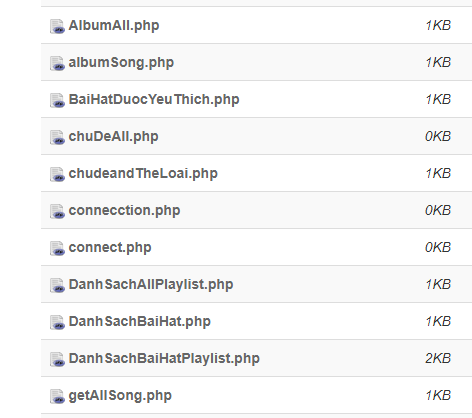 AlbumAll.php 1KB
albumSong.php 1KB
BaiHatDuocYeuThich.php 1KB
chuDeAll.php 0KB
chudeandTheLoai.php 1KB
connecction.php 0KB
connect.php 0KB
DanhSachAllPlaylist.php 1KB
DanhSachBaiHat.php 1KB
DanhSachBaiHatPlaylist.php 2KB
getAllSong.php 1KB